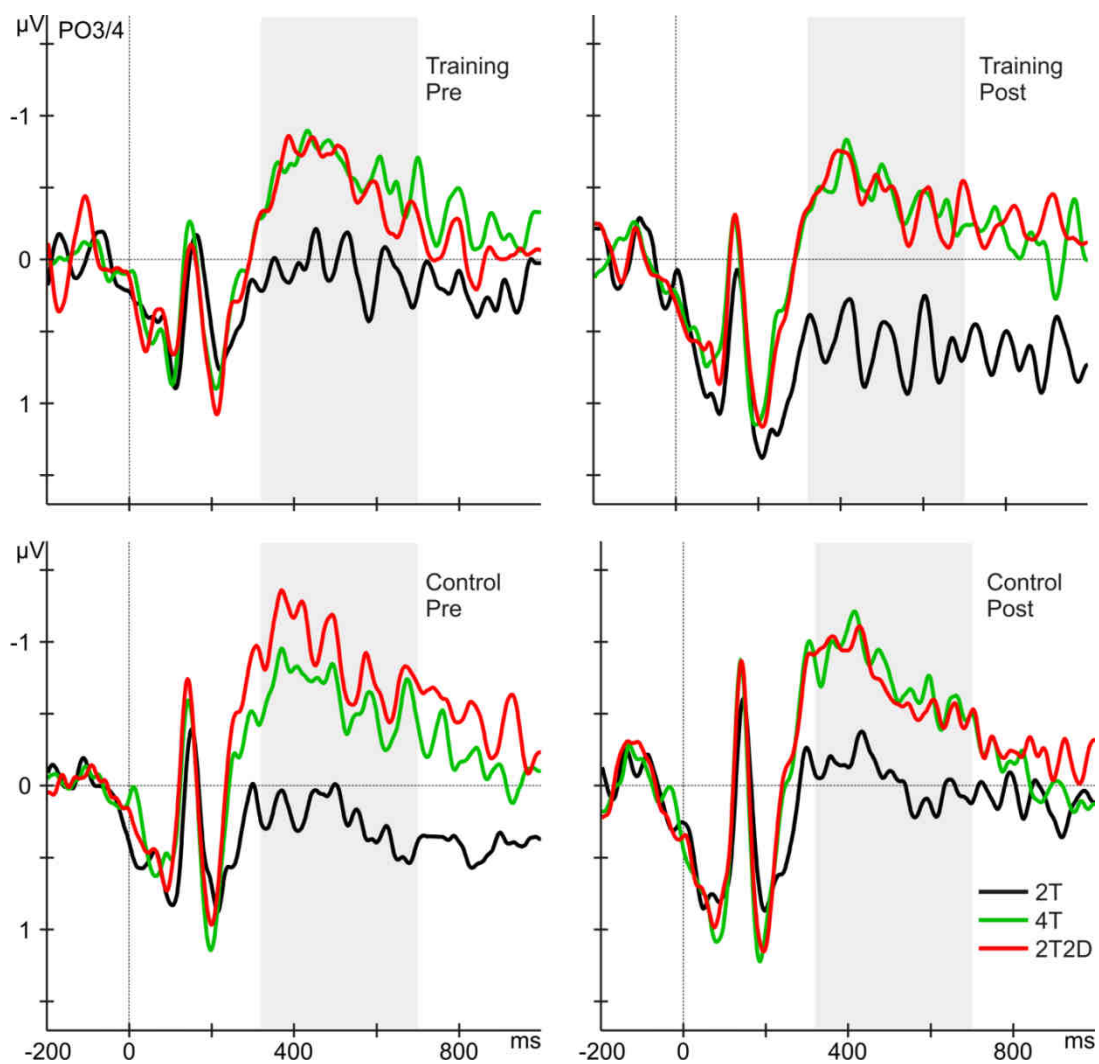 µV
PO3/4
Training
Pre
Training
Post
-1
0
1
µV
Control
Pre
Control
Post
-1
0
1
2T
4T
2T2D
-200 0 400 800 ms
-200 0 400 800 ms